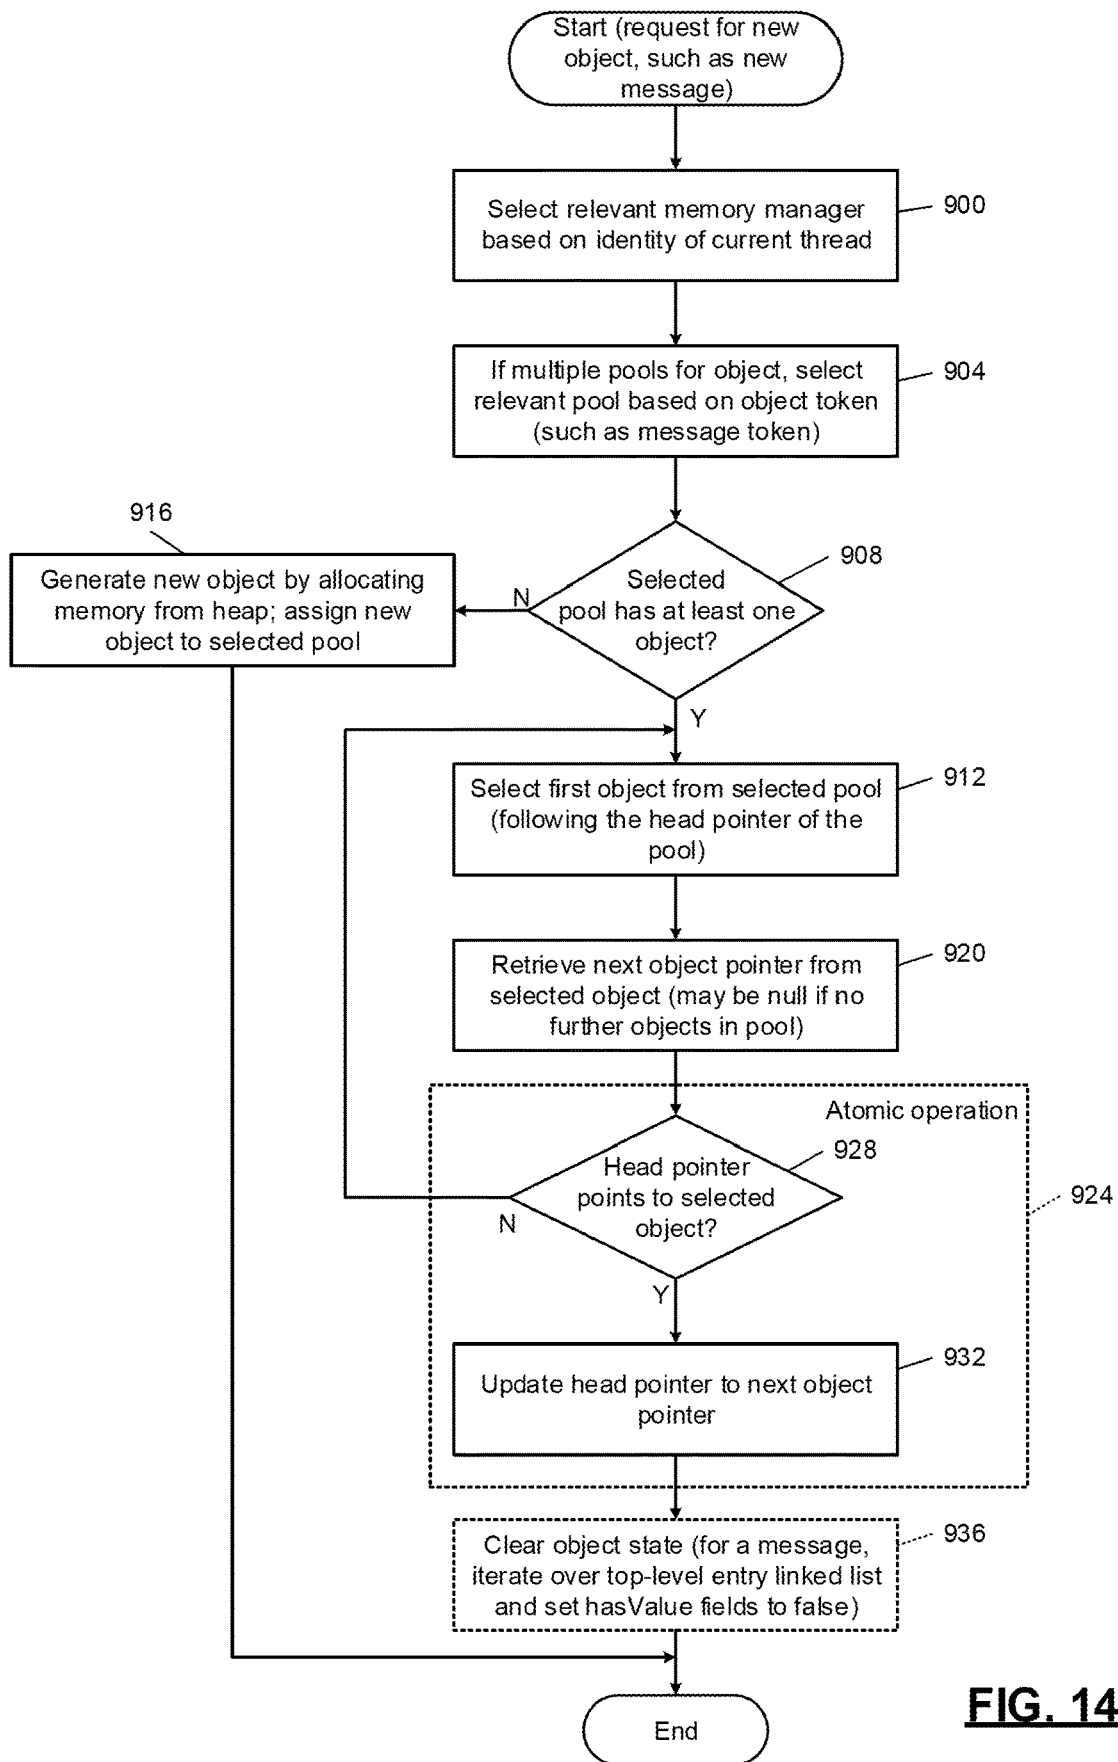 Start (request for new
object, such as new
message)
900
Select relevant memory manager
based on identity of current thread
904
If multiple pools for object, select
relevant pool based on object token
(such as message token)
916
908
Generate new object by allocating
memory from heap; assign new
object to selected pool
N
Selected
pool has at least one
object?
Y
912
Select first object from selected pool
(following the head pointer of the
pool)
920
Retrieve next object pointer from
selected object (may be null if no
further objects in pool)
Atomic operation
928
Head pointer
points to selected
object?
924
N
Y
932
Update head pointer to next object
pointer
936
Clear object state (for a message,
iterate over top-level entry linked list
and set hasValue fields to false)
End
FIG. 14